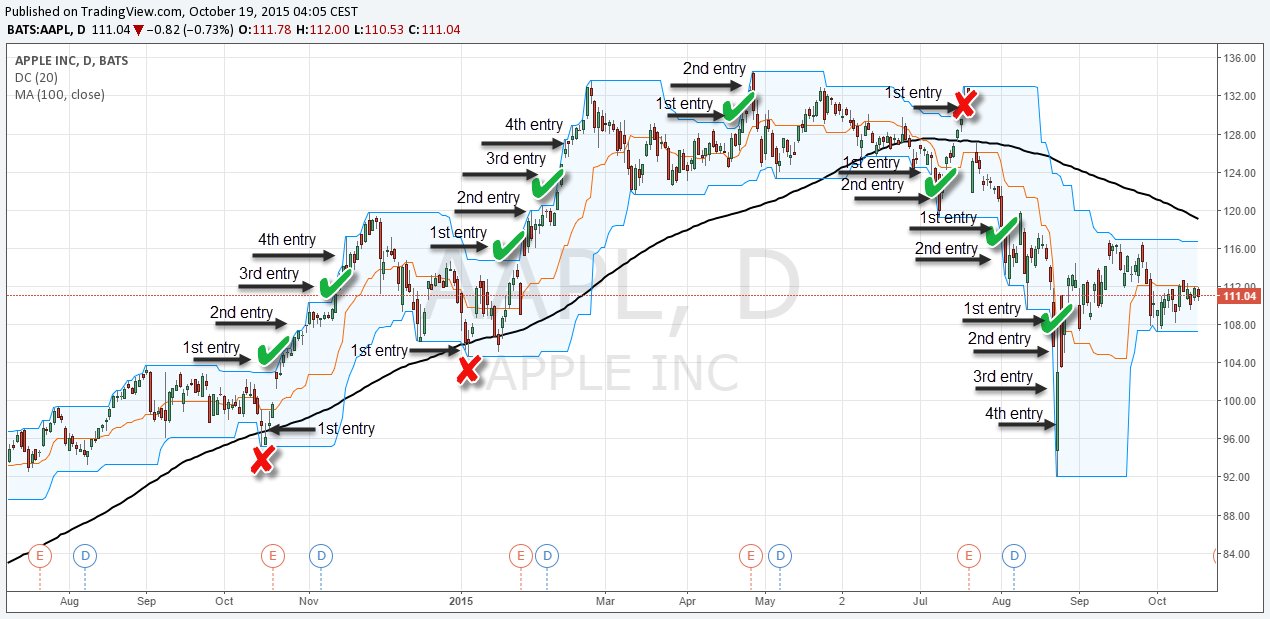 Published on TradingView.com, October 19, 2015 04:05 CEST
BATS:AAPL, D 111.04 ▼ −0.82 (−0.73%) O:111.78 H:112.00 L:110.53 C:111.04
APPLE INC, D, BATS
DC (20)
MA (100, close)
AAPL, D
APPLE INC
2nd entry
1st entry
1st entry
4th entry
3rd entry
2nd entry
1st entry
1st entry
2nd entry
4th entry
3rd entry
2nd entry
1st entry
1st entry
1st entry
1st entry
2nd entry
1st entry
2nd entry
3rd entry
4th entry
136.00
132.00
128.00
124.00
120.00
116.00
112.00
111.04
108.00
104.00
100.00
96.00
92.00
88.00
84.00
E D E D E D E D E D
Aug Sep Oct Nov 2015 Mar Apr May 2 Jul Aug Sep Oct